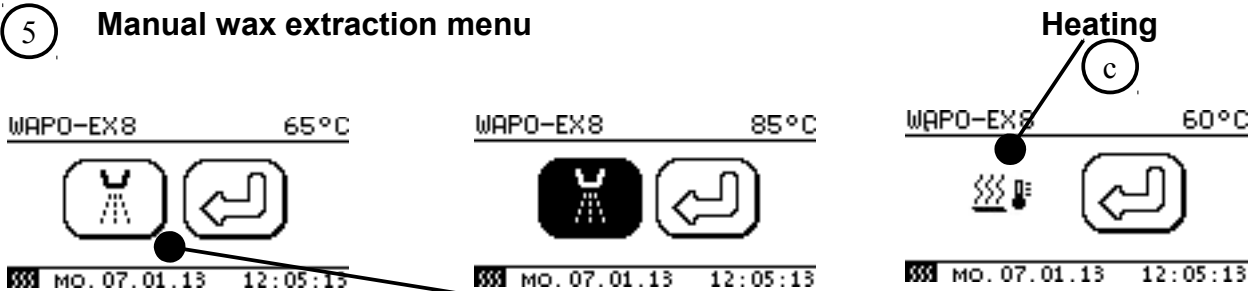 5 Manual wax extraction menu Heating
c
WAPO-EX8 65°C WAPO-EX8 85°C WAPO-EX8 60°C
MO. 07.01.13 12:05:13 MO. 07.01.13 12:05:13 MO. 07.01.13 12:05:13